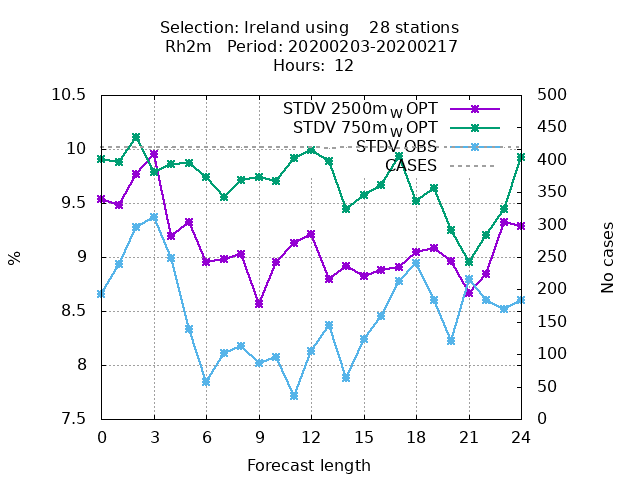 Selection: Ireland using    28 stations
Rh2m   Period: 20200203-20200217
Hours:  12
10.5
10
9.5
9
8.5
8
7.5
%
500
450
400
350
300
250
200
150
100
50
0
No cases
STDV 2500m_W OPT
STDV 750m_W OPT
STDV OBS
CASES
0 3 6 9 12 15 18 21 24
Forecast length